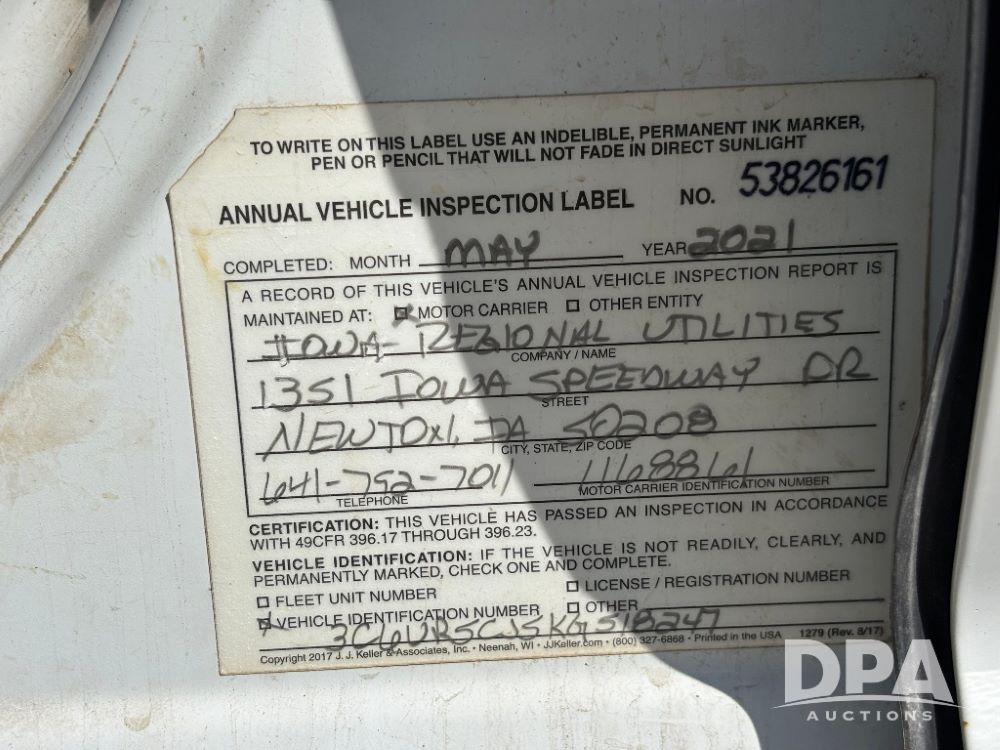 TO WRITE ON THIS LABEL USE AN INDELIBLE, PERMANENT INK MARKER,
PEN OR PENCIL THAT WILL NOT FADE IN DIRECT SUNLIGHT
ANNUAL VEHICLE INSPECTION LABEL NO. 53826161
COMPLETED: MONTH MAY YEAR 2021
A RECORD OF THIS VEHICLE'S ANNUAL VEHICLE INSPECTION REPORT IS
MAINTAINED AT: ☒ MOTOR CARRIER ☐ OTHER ENTITY
IOWA REGIONAL UTILITIES
COMPANY / NAME
1351 IOWA SPEEDWAY DR
STREET
NEWTON, IA 50208
CITY, STATE, ZIP CODE
641-792-7011 1168861
TELEPHONE MOTOR CARRIER IDENTIFICATION NUMBER
CERTIFICATION: THIS VEHICLE HAS PASSED AN INSPECTION IN ACCORDANCE
WITH 49CFR 396.17 THROUGH 396.23.
VEHICLE IDENTIFICATION: IF THE VEHICLE IS NOT READILY, CLEARLY, AND
PERMANENTLY MARKED, CHECK ONE AND COMPLETE.
☐ FLEET UNIT NUMBER ☐ LICENSE / REGISTRATION NUMBER
☒ VEHICLE IDENTIFICATION NUMBER ☐ OTHER
3C6UR5CJ5KG518247
Copyright 2017 J. J. Keller & Associates, Inc. • Neenah, WI • JJKeller.com • (800) 327-6868 • Printed in the USA 1279 (Rev. 8/17)
DPA
AUCTIONS